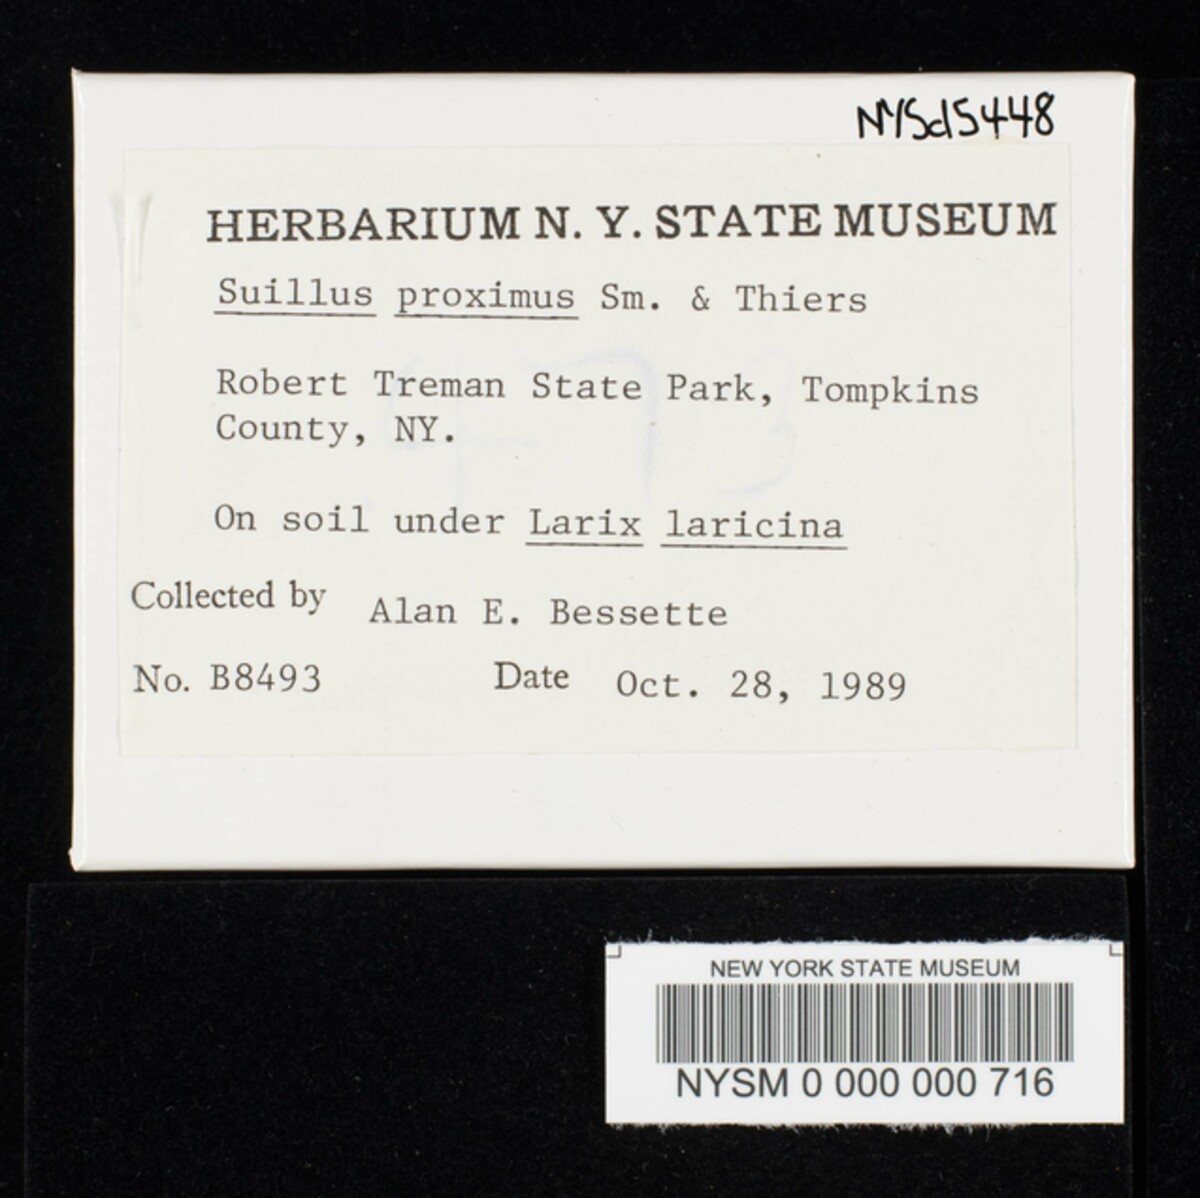 NYSd5448
HERBARIUM N. Y. STATE MUSEUM
Suillus proximus Sm. & Thiers
Robert Treman State Park, Tompkins
County, NY.
On soil under Larix laricina
Collected by Alan E. Bessette
No. B8493 Date Oct. 28, 1989
NEW YORK STATE MUSEUM
NYSM 0 000 000 716